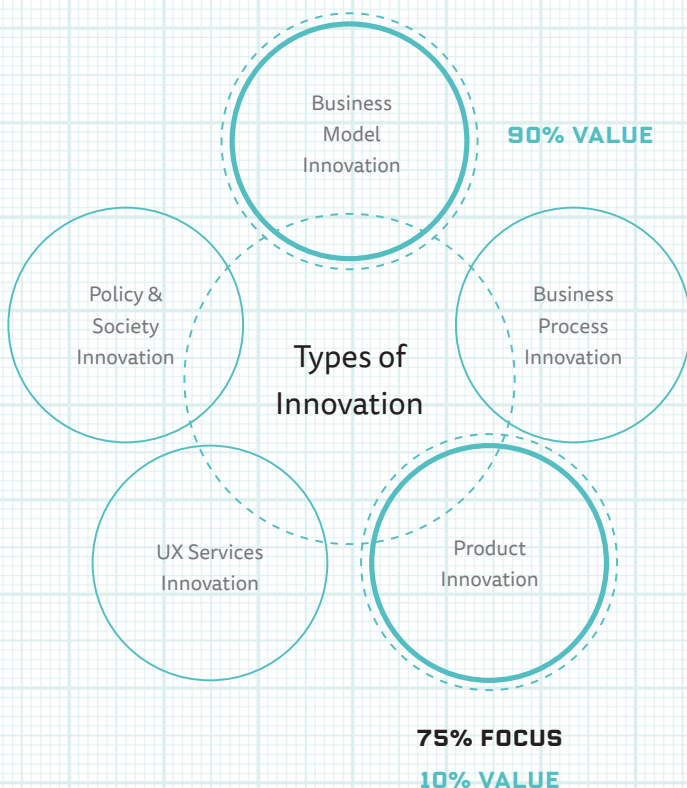 Business
Model
Innovation
90% VALUE
Policy &
Society
Innovation
Business
Process
Innovation
Types of
Innovation
UX Services
Innovation
Product
Innovation
75% FOCUS
10% VALUE